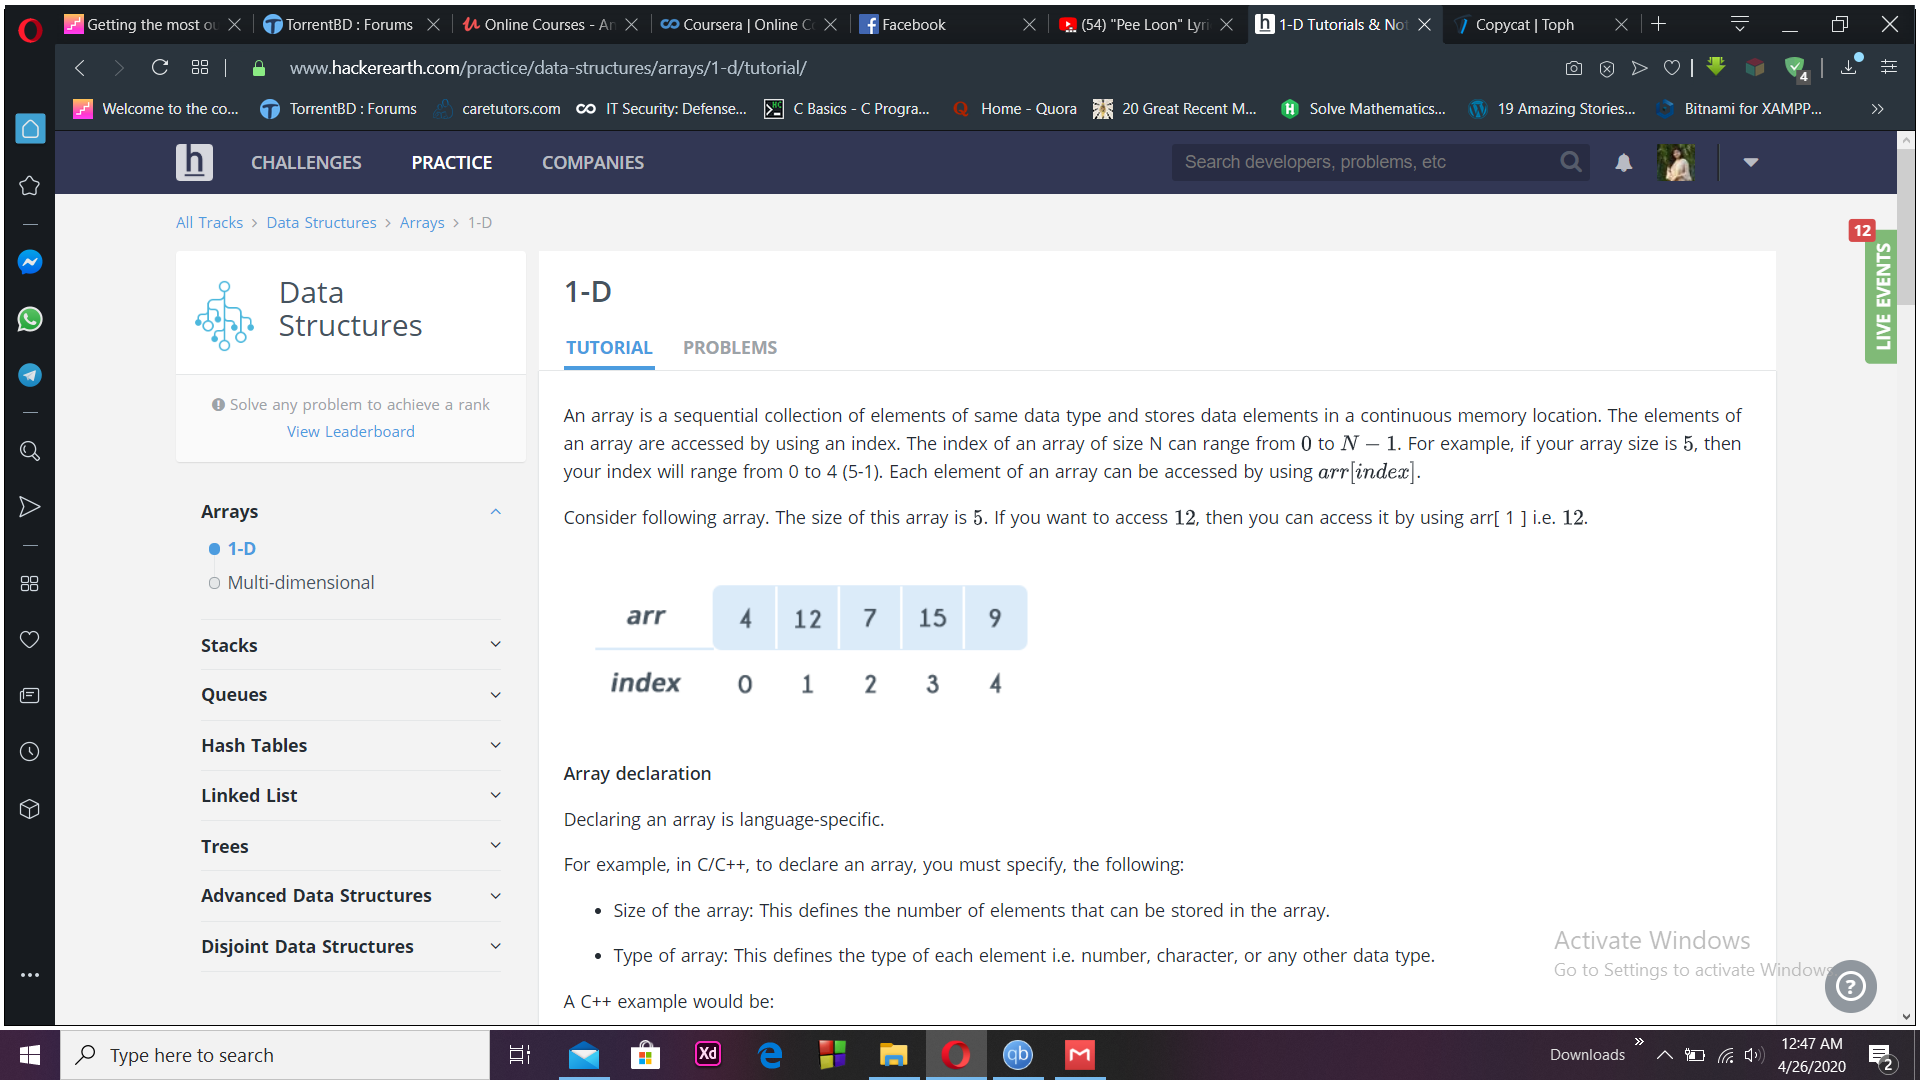 Getting the most ou
TorrentBD : Forums
Online Courses - An
Coursera | Online Co
Facebook
(54) "Pee Loon" Lyri
1-D Tutorials & Not
Copycat | Toph
www.hackerearth.com/practice/data-structures/arrays/1-d/tutorial/
4
Welcome to the co...
TorrentBD : Forums
caretutors.com
IT Security: Defense...
C Basics - C Progra...
Home - Quora
20 Great Recent M...
Solve Mathematics...
19 Amazing Stories...
Bitnami for XAMPP...
h CHALLENGES PRACTICE COMPANIES
Search developers, problems, etc
All Tracks > Data Structures > Arrays > 1-D
12
LIVE EVENTS
Data
Structures
Solve any problem to achieve a rank
View Leaderboard
Arrays
1-D
Multi-dimensional
Stacks
Queues
Hash Tables
Linked List
Trees
Advanced Data Structures
Disjoint Data Structures
1-D
TUTORIAL PROBLEMS
An array is a sequential collection of elements of same data type and stores data elements in a continuous memory location. The elements of
an array are accessed by using an index. The index of an array of size N can range from 0 to N − 1. For example, if your array size is 5, then
your index will range from 0 to 4 (5-1). Each element of an array can be accessed by using arr[index].
Consider following array. The size of this array is 5. If you want to access 12, then you can access it by using arr[ 1 ] i.e. 12.
arr 4 12 7 15 9
index 0 1 2 3 4
Array declaration
Declaring an array is language-specific.
For example, in C/C++, to declare an array, you must specify, the following:
• Size of the array: This defines the number of elements that can be stored in the array.
• Type of array: This defines the type of each element i.e. number, character, or any other data type.
A C++ example would be:
Activate Windows
Go to Settings to activate Windows
?
Type here to search
Xd
qb
Downloads
12:47 AM
4/26/2020
2